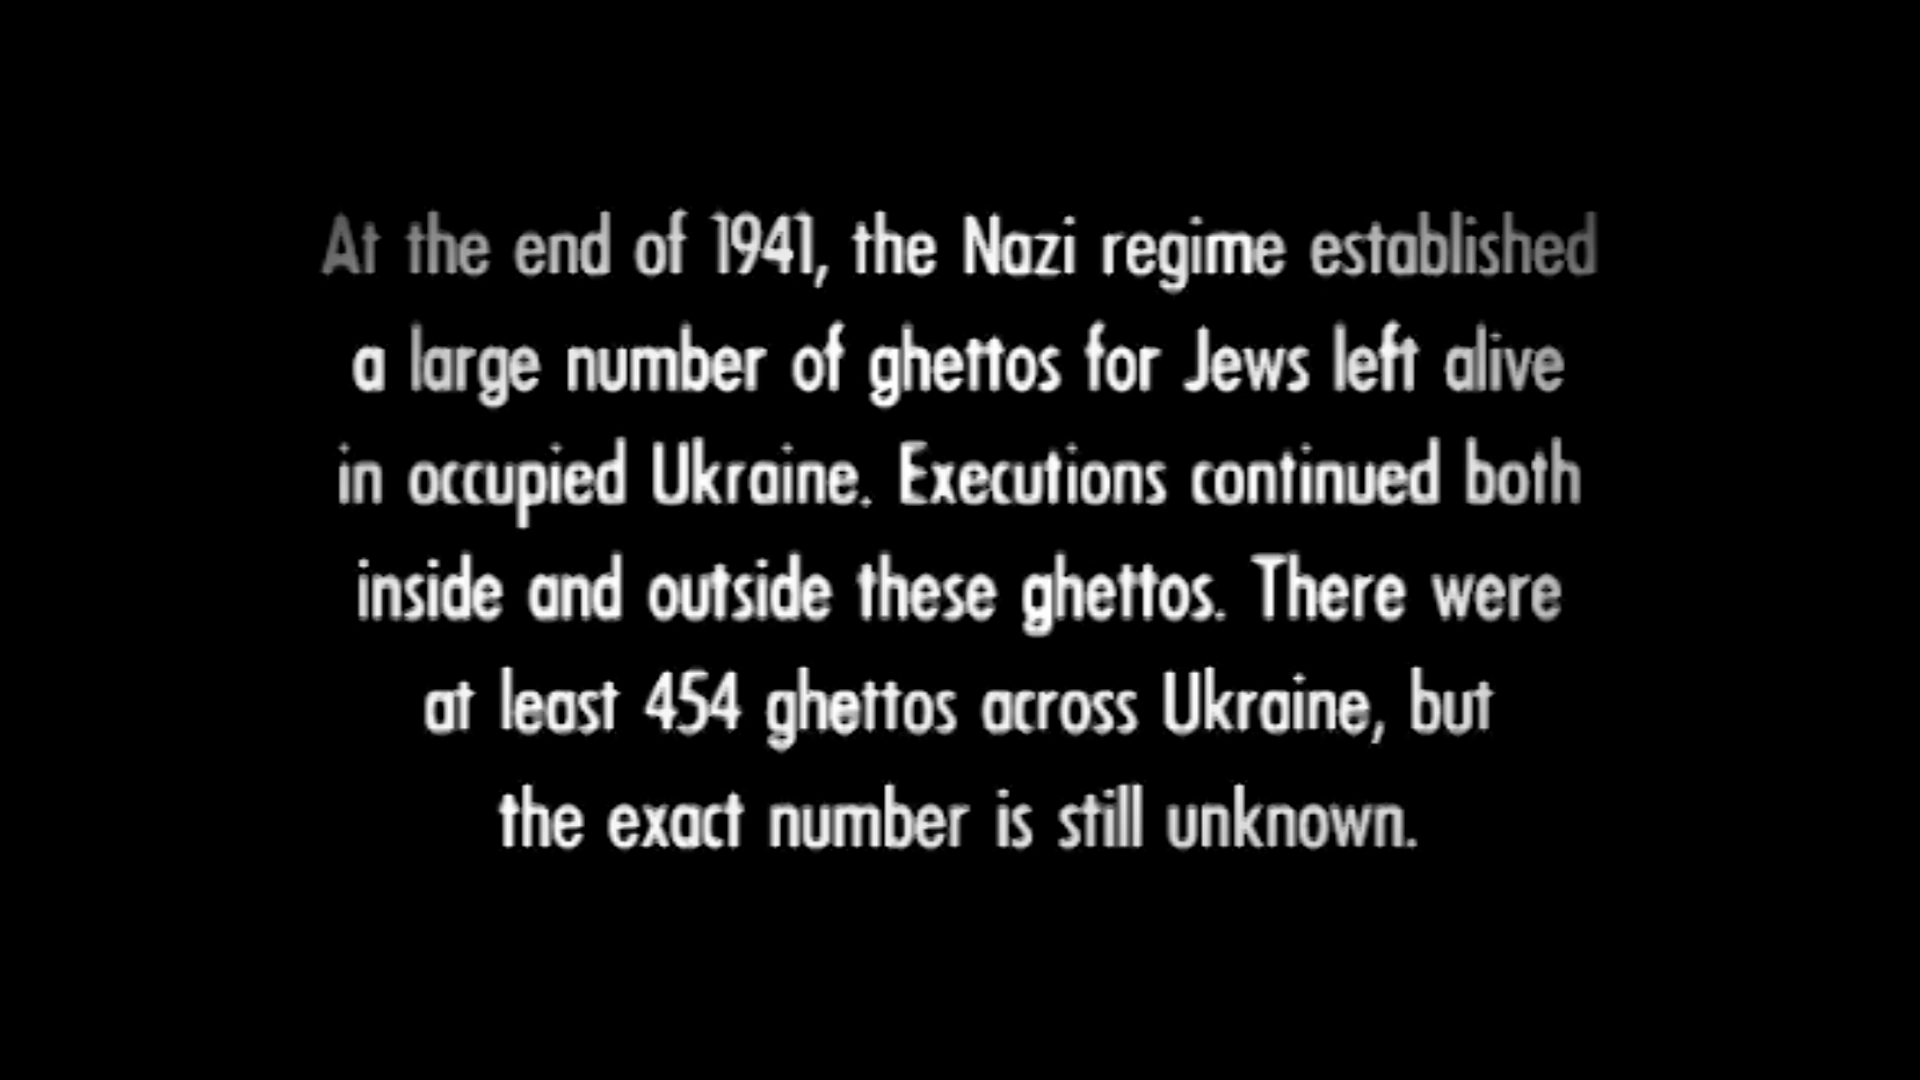 At the end of 1941, the Nazi regime established
a large number of ghettos for Jews left alive
in occupied Ukraine. Executions continued both
inside and outside these ghettos. There were
at least 454 ghettos across Ukraine, but
the exact number is still unknown.